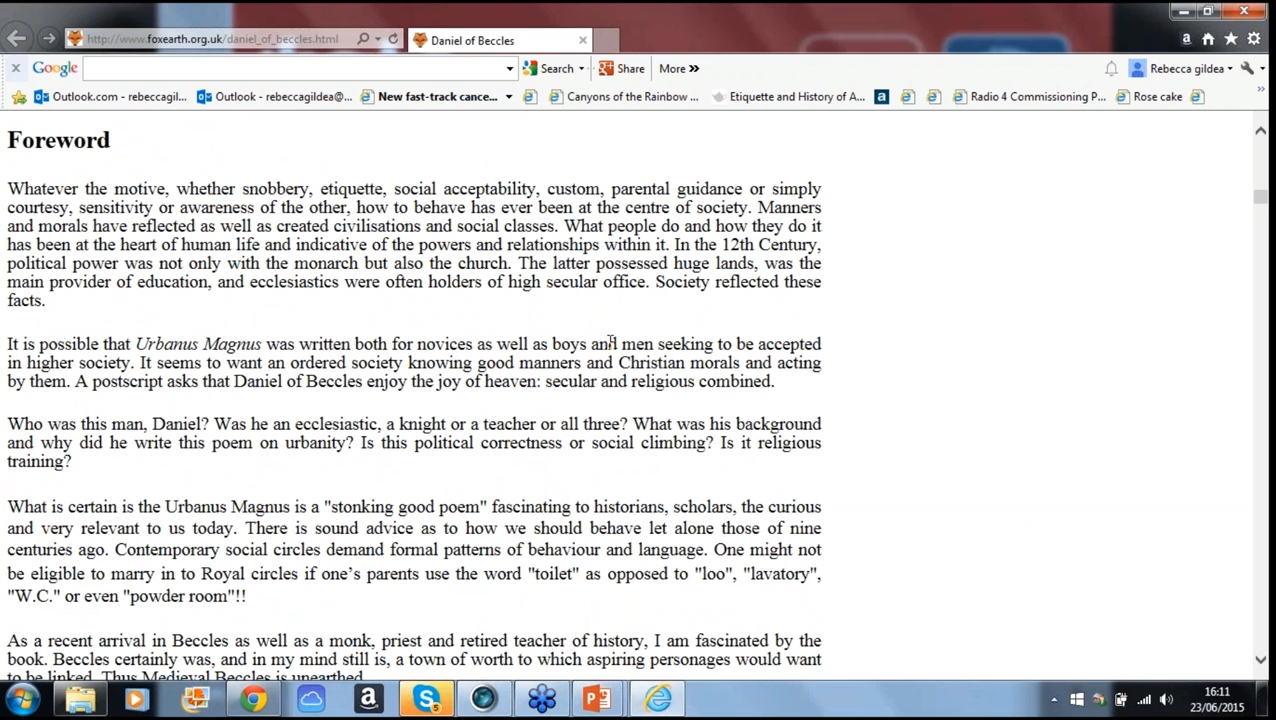 http://www.foxearth.org.uk/daniel_of_beccles.html
Daniel of Beccles
Google
Search
Share
More »
Rebecca gildea
Outlook.com - rebeccagil...
Outlook - rebeccagildea@...
New fast-track cance...
Canyons of the Rainbow ...
Etiquette and History of A...
Radio 4 Commissioning P...
Rose cake
Foreword
Whatever the motive, whether snobbery, etiquette, social acceptability, custom, parental guidance or simply
courtesy, sensitivity or awareness of the other, how to behave has ever been at the centre of society. Manners
and morals have reflected as well as created civilisations and social classes. What people do and how they do it
has been at the heart of human life and indicative of the powers and relationships within it. In the 12th Century,
political power was not only with the monarch but also the church. The latter possessed huge lands, was the
main provider of education, and ecclesiastics were often holders of high secular office. Society reflected these
facts.
It is possible that Urbanus Magnus was written both for novices as well as boys and men seeking to be accepted
in higher society. It seems to want an ordered society knowing good manners and Christian morals and acting
by them. A postscript asks that Daniel of Beccles enjoy the joy of heaven: secular and religious combined.
Who was this man, Daniel? Was he an ecclesiastic, a knight or a teacher or all three? What was his background
and why did he write this poem on urbanity? Is this political correctness or social climbing? Is it religious
training?
What is certain is the Urbanus Magnus is a "stonking good poem" fascinating to historians, scholars, the curious
and very relevant to us today. There is sound advice as to how we should behave let alone those of nine
centuries ago. Contemporary social circles demand formal patterns of behaviour and language. One might not
be eligible to marry in to Royal circles if one's parents use the word "toilet" as opposed to "loo", "lavatory",
"W.C." or even "powder room"!!
As a recent arrival in Beccles as well as a monk, priest and retired teacher of history, I am fascinated by the
book. Beccles certainly was, and in my mind still is, a town of worth to which aspiring personages would want
to be linked. Thus Medieval Beccles is unearthed.
5
16:11
23/06/2015